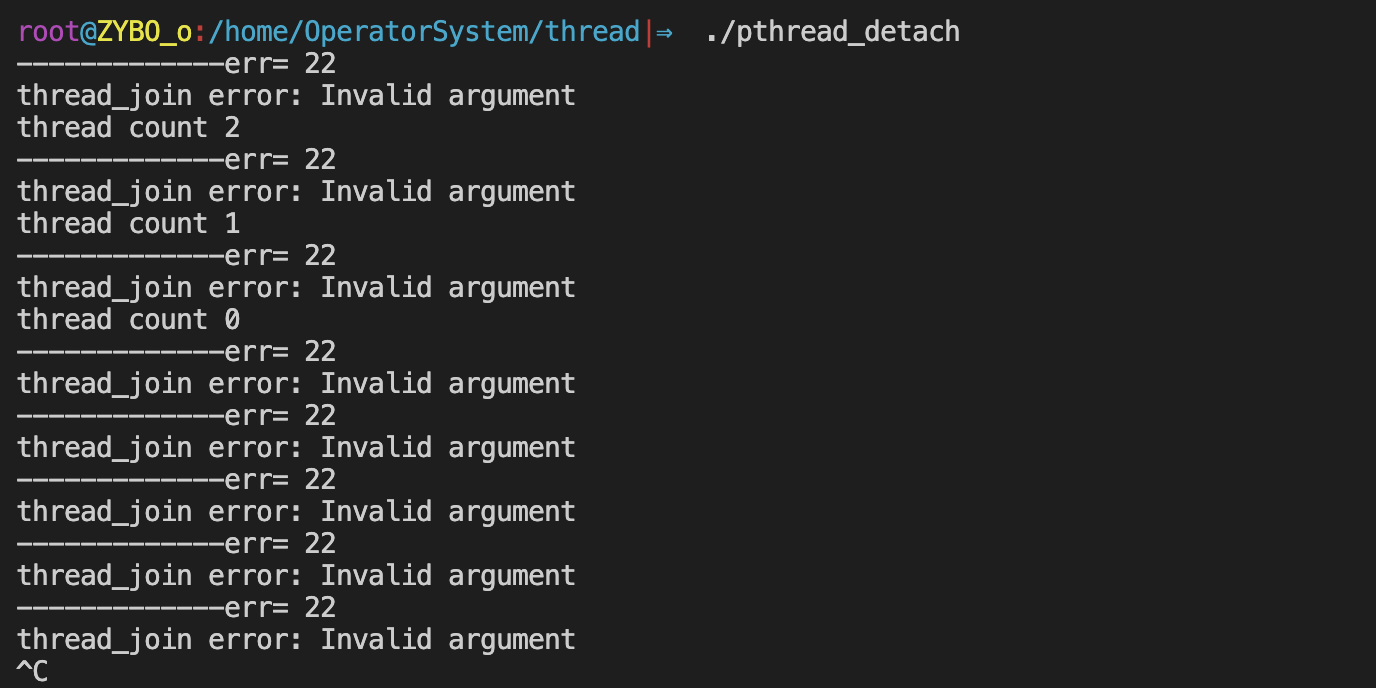 root@ZYBO_o:/home/OperatorSystem/thread|⇒  ./pthread_detach
-------------err= 22
thread_join error: Invalid argument
thread count 2
-------------err= 22
thread_join error: Invalid argument
thread count 1
-------------err= 22
thread_join error: Invalid argument
thread count 0
-------------err= 22
thread_join error: Invalid argument
-------------err= 22
thread_join error: Invalid argument
-------------err= 22
thread_join error: Invalid argument
-------------err= 22
thread_join error: Invalid argument
-------------err= 22
thread_join error: Invalid argument
^C